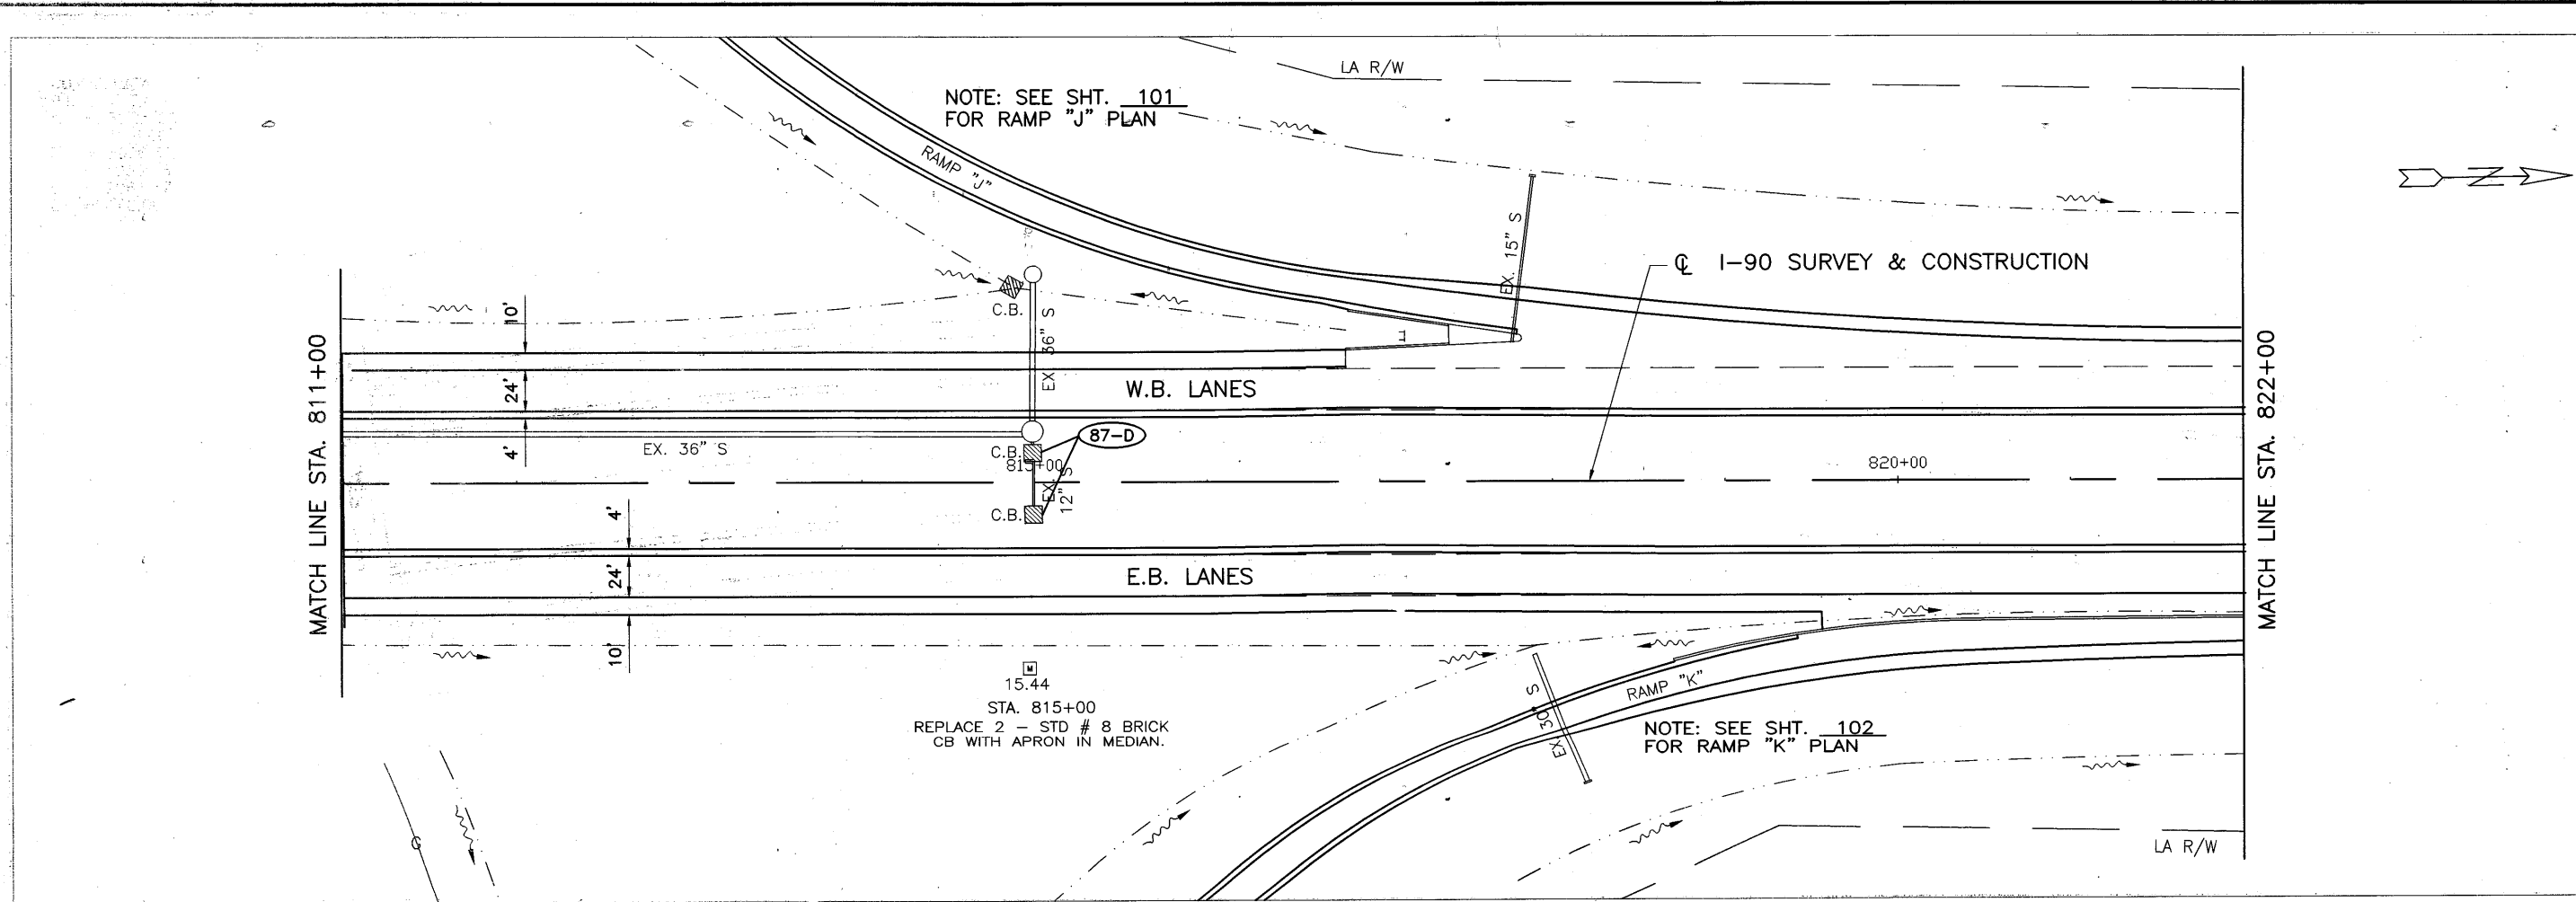 LA R/W
NOTE: SEE SHT. 101
FOR RAMP "J" PLAN
RAMP "J"
N
EX. 15" S
℄ I-90 SURVEY & CONSTRUCTION
C.B.
EX. 36" S
10'
24'
4'
W.B. LANES
MATCH LINE STA. 811+00
MATCH LINE STA. 822+00
EX. 36" S
87-D
C.B.
815+00
820+00
EX. 12" S
C.B.
4'
24'
10'
E.B. LANES
M
15.44
STA. 815+00
REPLACE 2 - STD # 8 BRICK
CB WITH APRON IN MEDIAN.
RAMP "K"
EX. 30" S
NOTE: SEE SHT. 102
FOR RAMP "K" PLAN
G
LA R/W